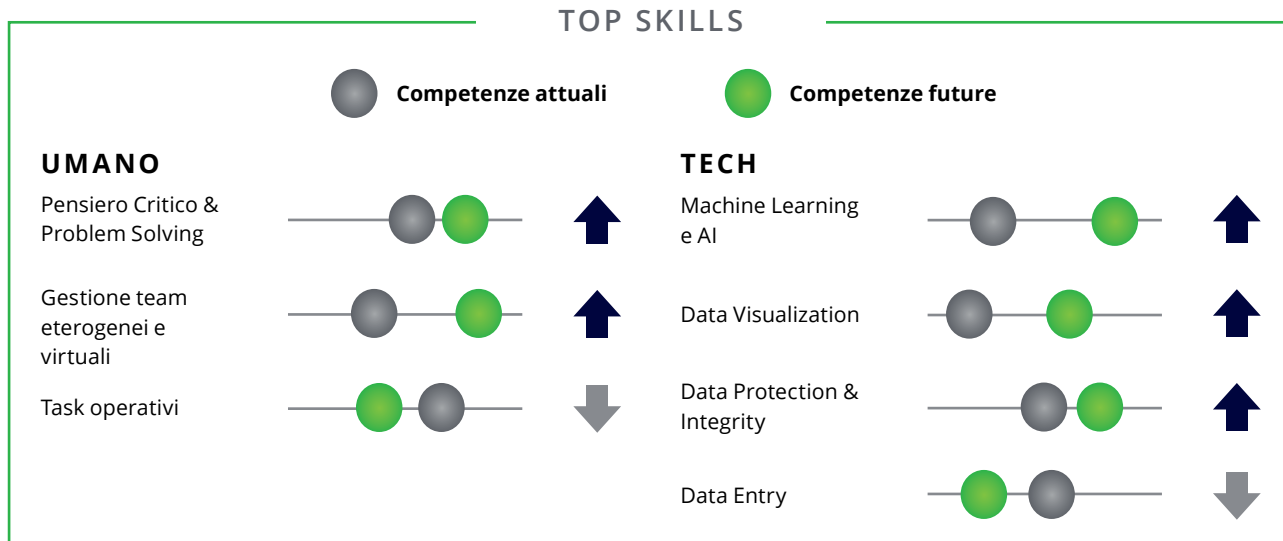 TOP SKILLS
Competenze attuali
Competenze future
UMANO
Pensiero Critico &
Problem Solving
Gestione team
eterogenei e
virtuali
Task operativi
TECH
Machine Learning
e AI
Data Visualization
Data Protection &
Integrity
Data Entry